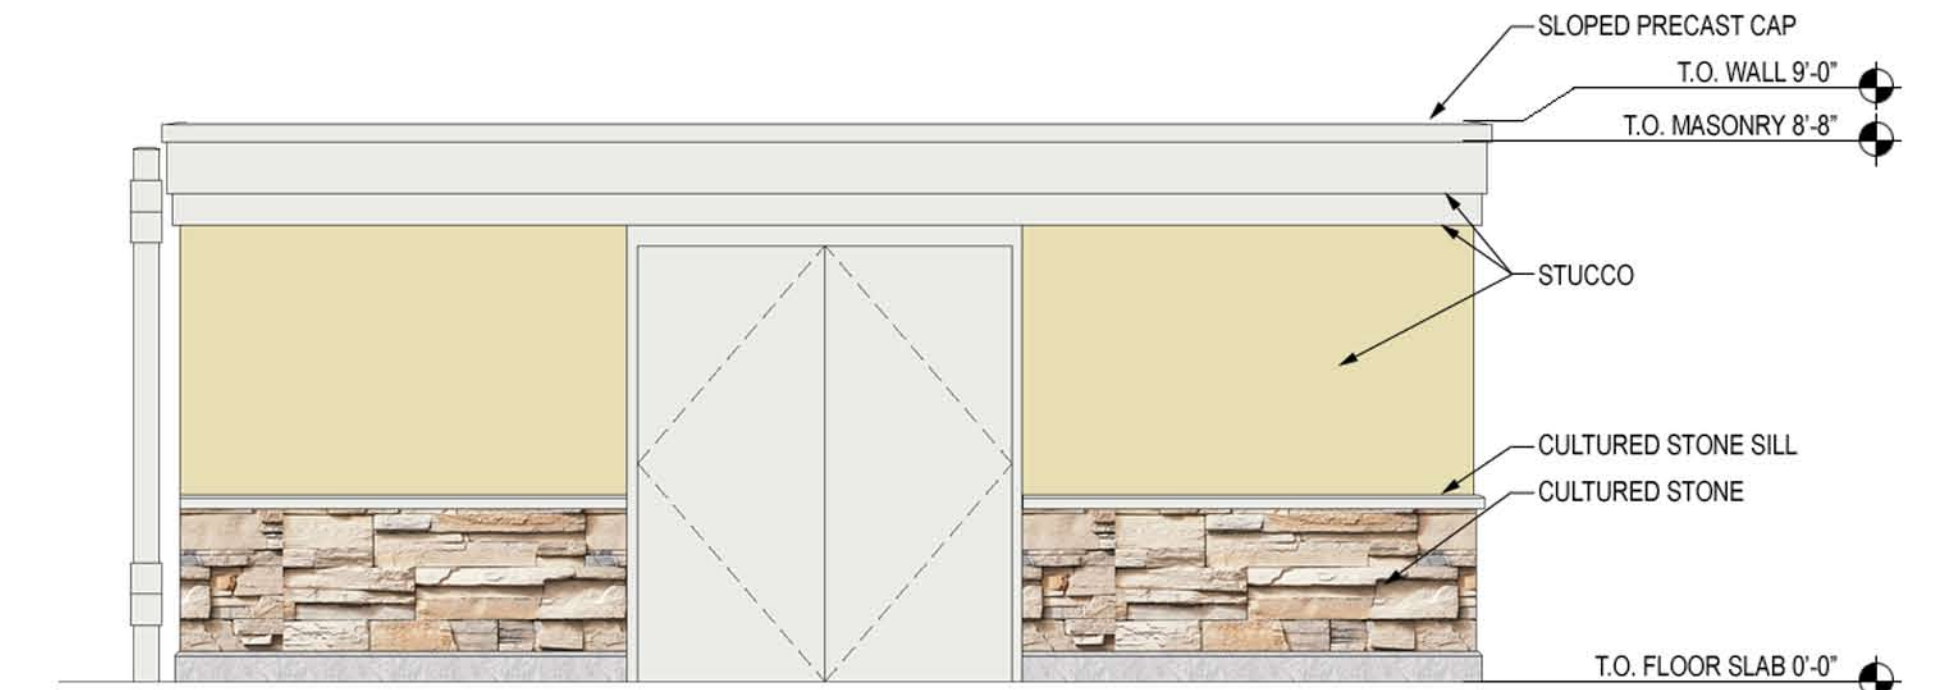 SLOPED PRECAST CAP
T.O. WALL 9'-0"
T.O. MASONRY 8'-8"
STUCCO
CULTURED STONE SILL
CULTURED STONE
T.O. FLOOR SLAB 0'-0"